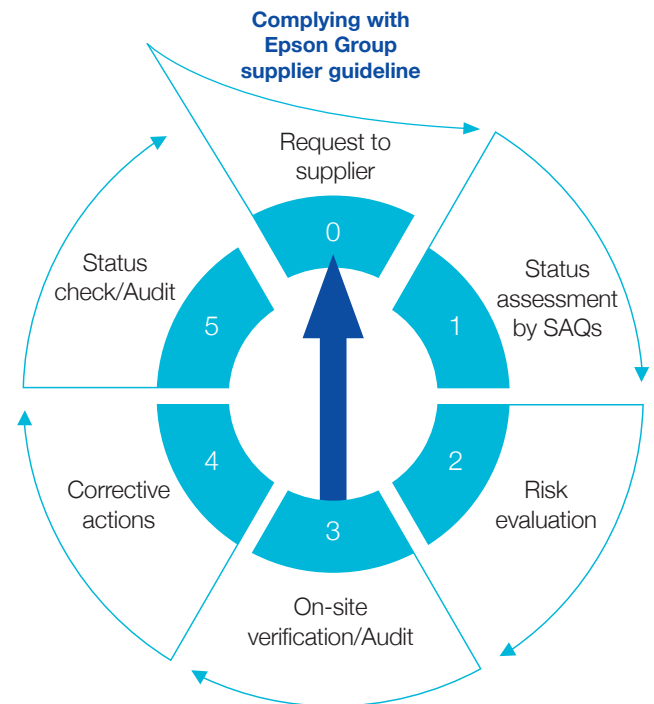 Complying with
Epson Group
supplier guideline
Request to
supplier
0
Status
assessment
by SAQs
1
Risk
evaluation
2
On-site
verification/Audit
3
Corrective
actions
4
Status
check/Audit
5